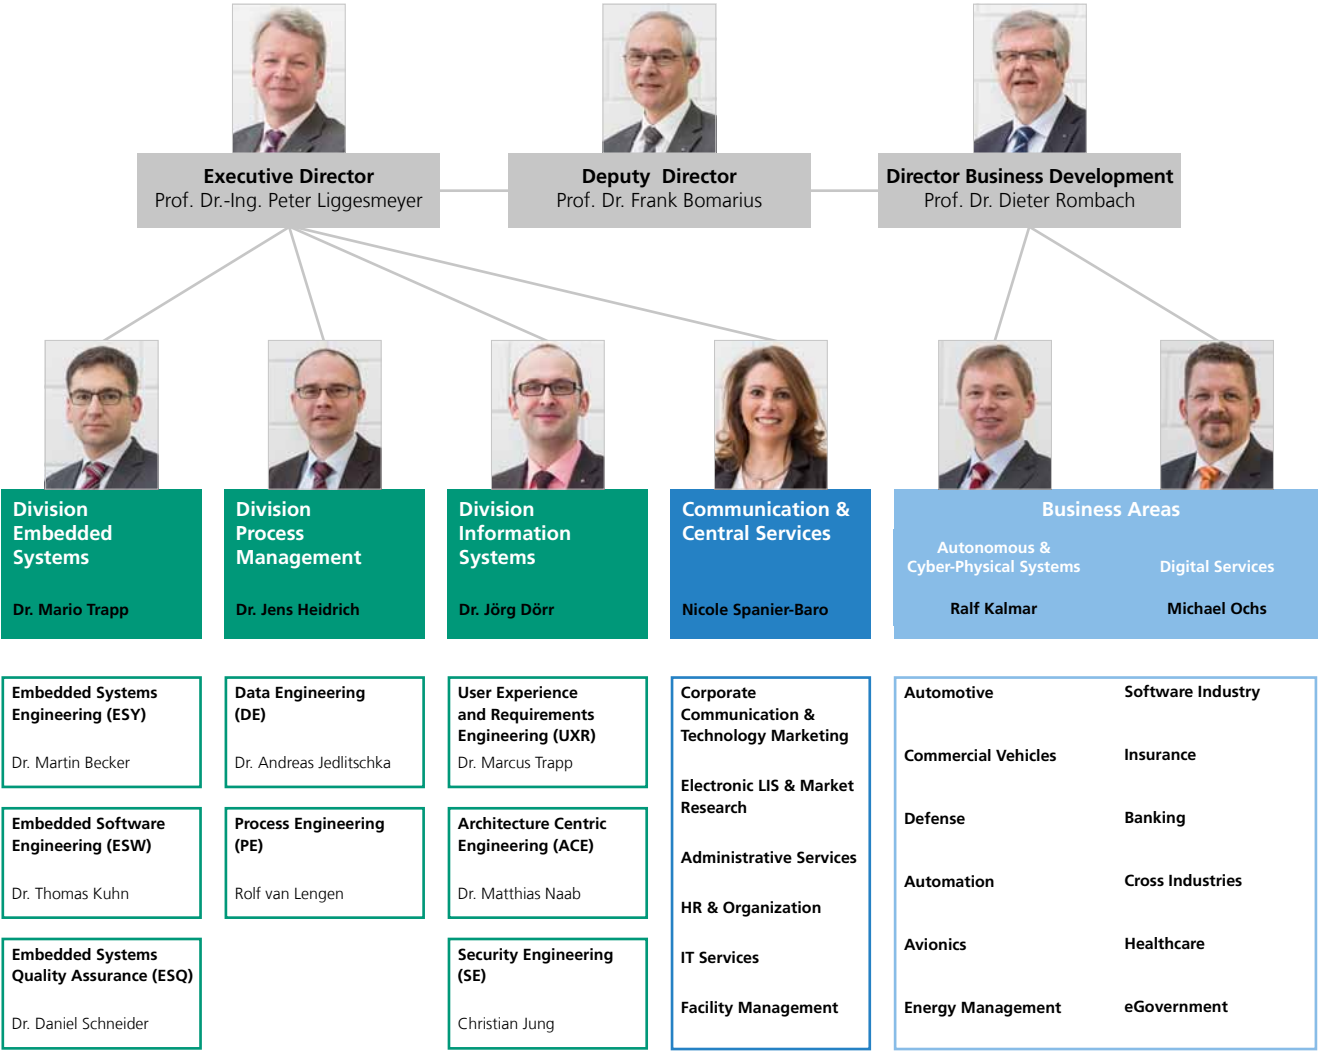 Executive Director
Prof. Dr.-Ing. Peter Liggesmeyer
Deputy Director
Prof. Dr. Frank Bomarius
Director Business Development
Prof. Dr. Dieter Rombach
Division
Embedded
Systems
Dr. Mario Trapp
Division
Process
Management
Dr. Jens Heidrich
Division
Information
Systems
Dr. Jörg Dörr
Communication &
Central Services
Nicole Spanier-Baro
Business Areas
Autonomous &
Cyber-Physical Systems
Ralf Kalmar
Digital Services
Michael Ochs
Embedded Systems
Engineering (ESY)
Dr. Martin Becker
Embedded Software
Engineering (ESW)
Dr. Thomas Kuhn
Embedded Systems
Quality Assurance (ESQ)
Dr. Daniel Schneider
Data Engineering
(DE)
Dr. Andreas Jedlitschka
Process Engineering
(PE)
Rolf van Lengen
User Experience
and Requirements
Engineering (UXR)
Dr. Marcus Trapp
Architecture Centric
Engineering (ACE)
Dr. Matthias Naab
Security Engineering
(SE)
Christian Jung
Corporate
Communication &
Technology Marketing
Electronic LIS & Market
Research
Administrative Services
HR & Organization
IT Services
Facility Management
Automotive
Commercial Vehicles
Defense
Automation
Avionics
Energy Management
Software Industry
Insurance
Banking
Cross Industries
Healthcare
eGovernment